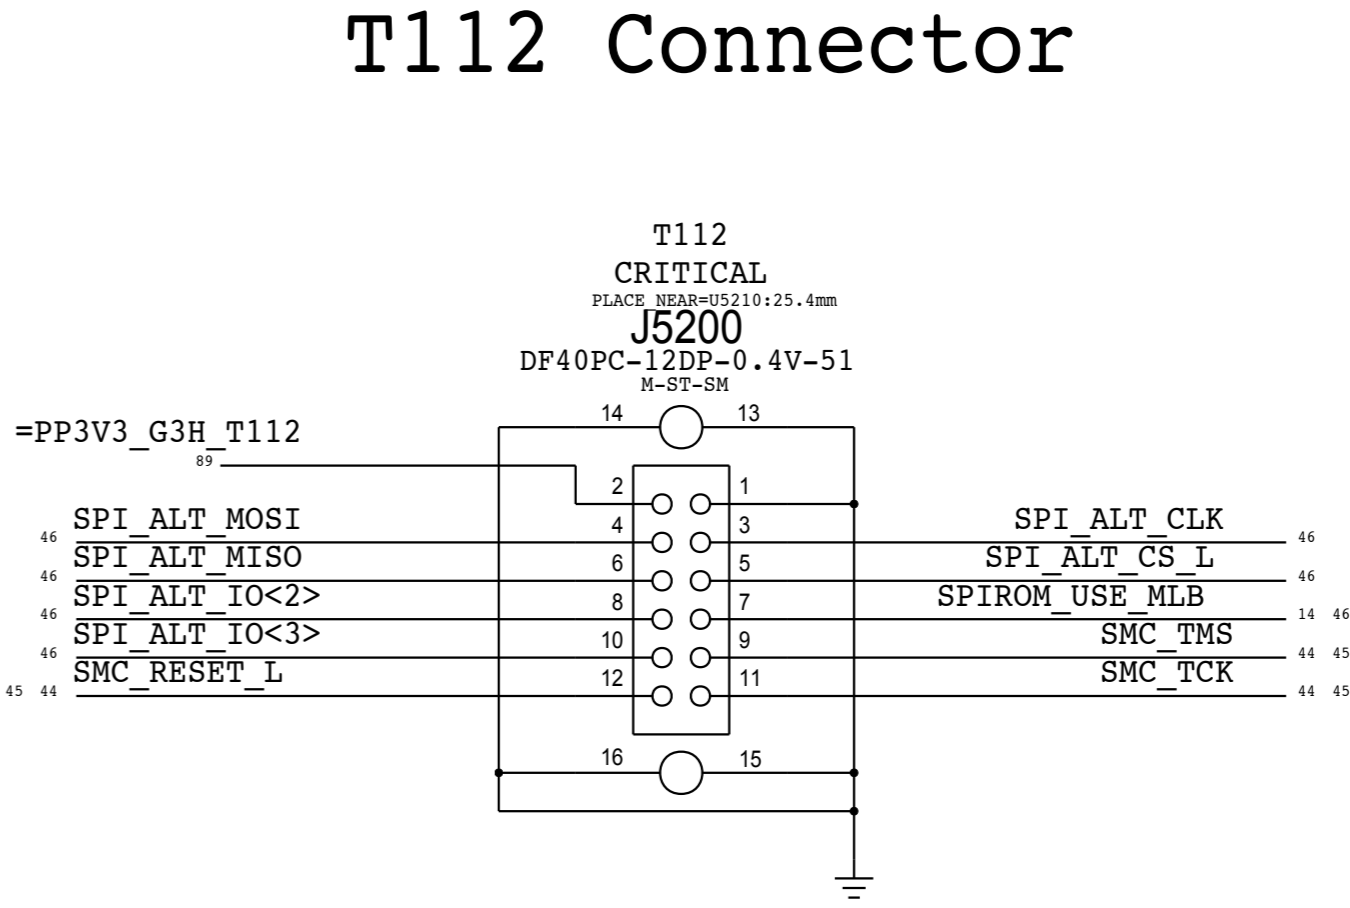 T112 Connector
T112
CRITICAL
PLACE_NEAR=U5210:25.4mm
J5200
DF40PC-12DP-0.4V-51
M-ST-SM
14 13
=PP3V3_G3H_T112
89
2 1
SPI_ALT_MOSI 4 3 SPI_ALT_CLK
46 46
SPI_ALT_MISO 6 5 SPI_ALT_CS_L
46 46
SPI_ALT_IO<2> 8 7 SPIROM_USE_MLB
46 14 46
SPI_ALT_IO<3> 10 9 SMC_TMS
46 44 45
SMC_RESET_L 12 11 SMC_TCK
45 44 44 45
16 15